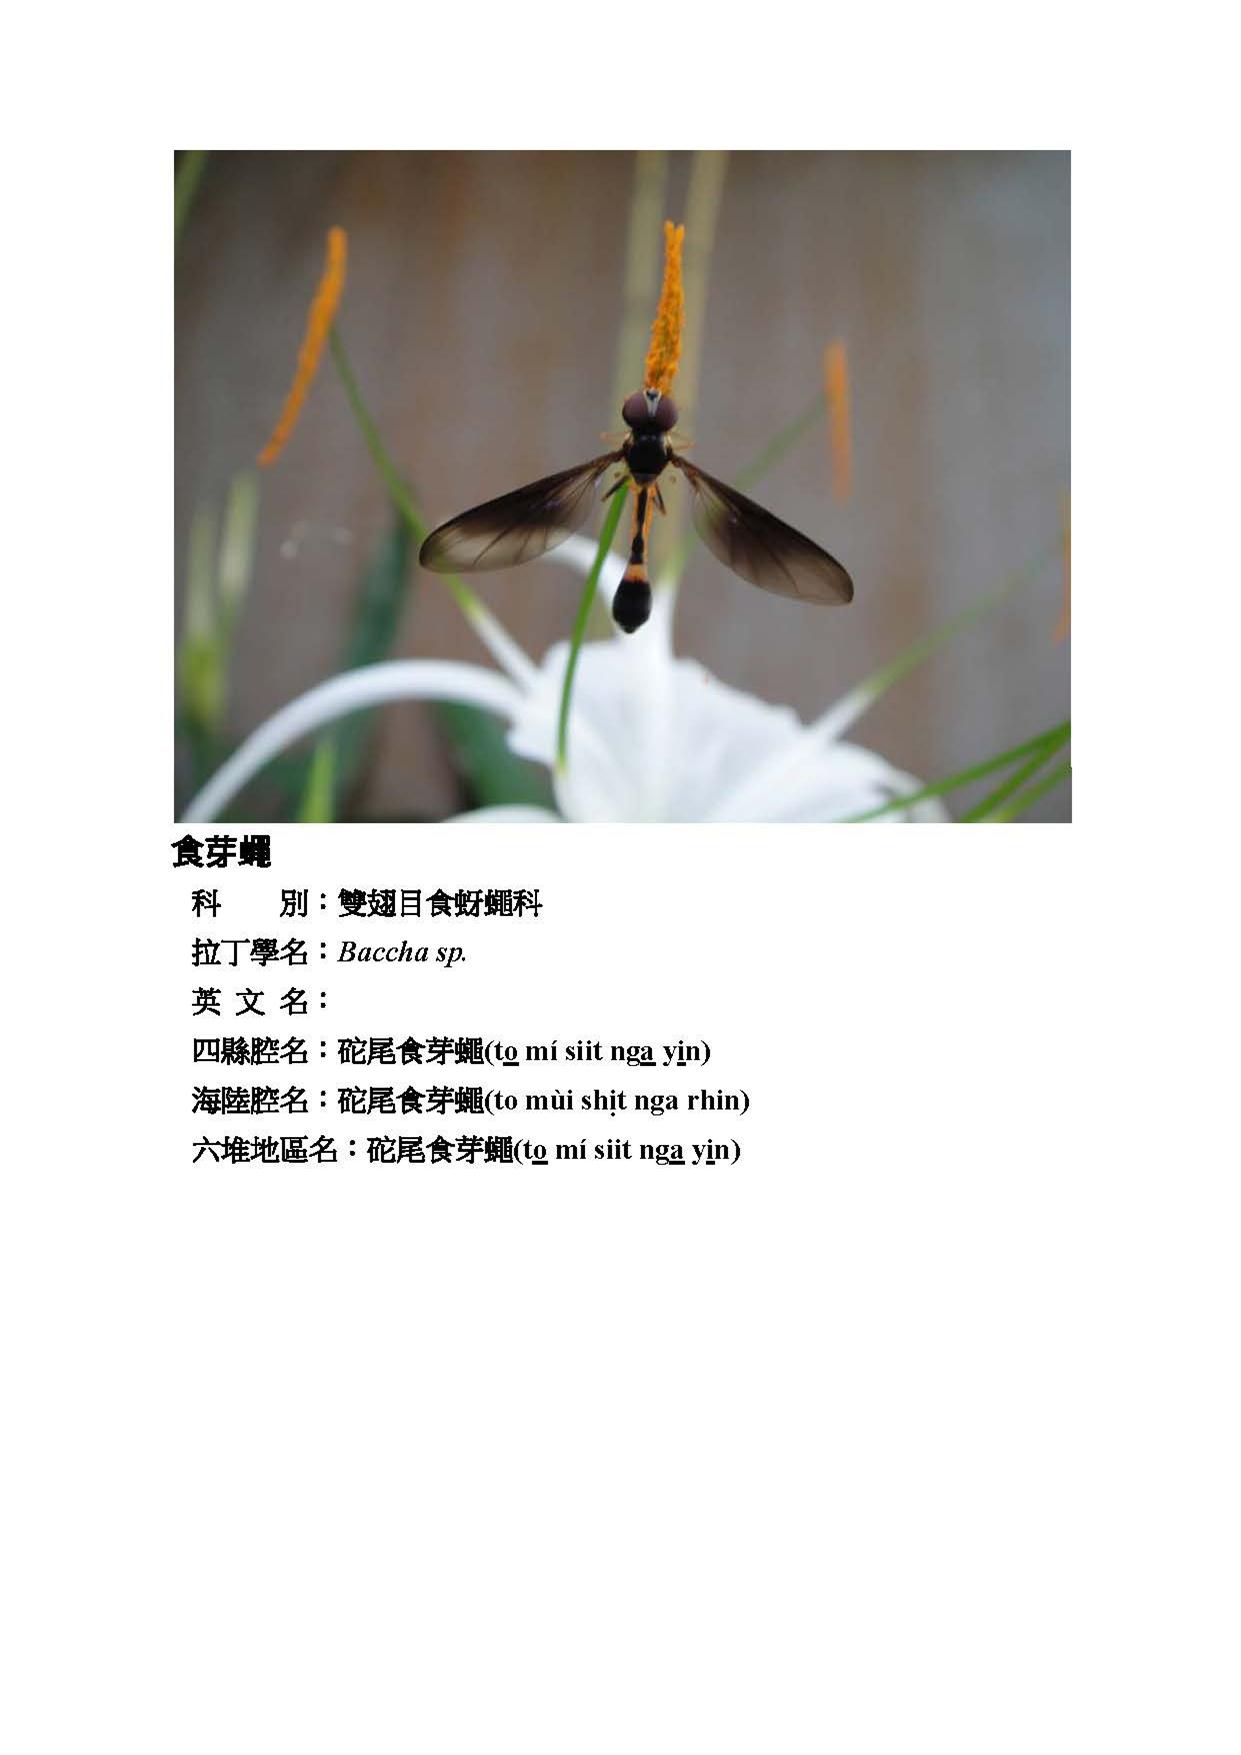 食芽蠅
科　　別：雙翅目食蚜蠅科
拉丁學名：Baccha sp.
英 文 名：
四縣腔名：砣尾食芽蠅(to mí siit nga yin)
海陸腔名：砣尾食芽蠅(to mùi shi̍t nga rhin)
六堆地區名：砣尾食芽蠅(to mí siit nga yin)